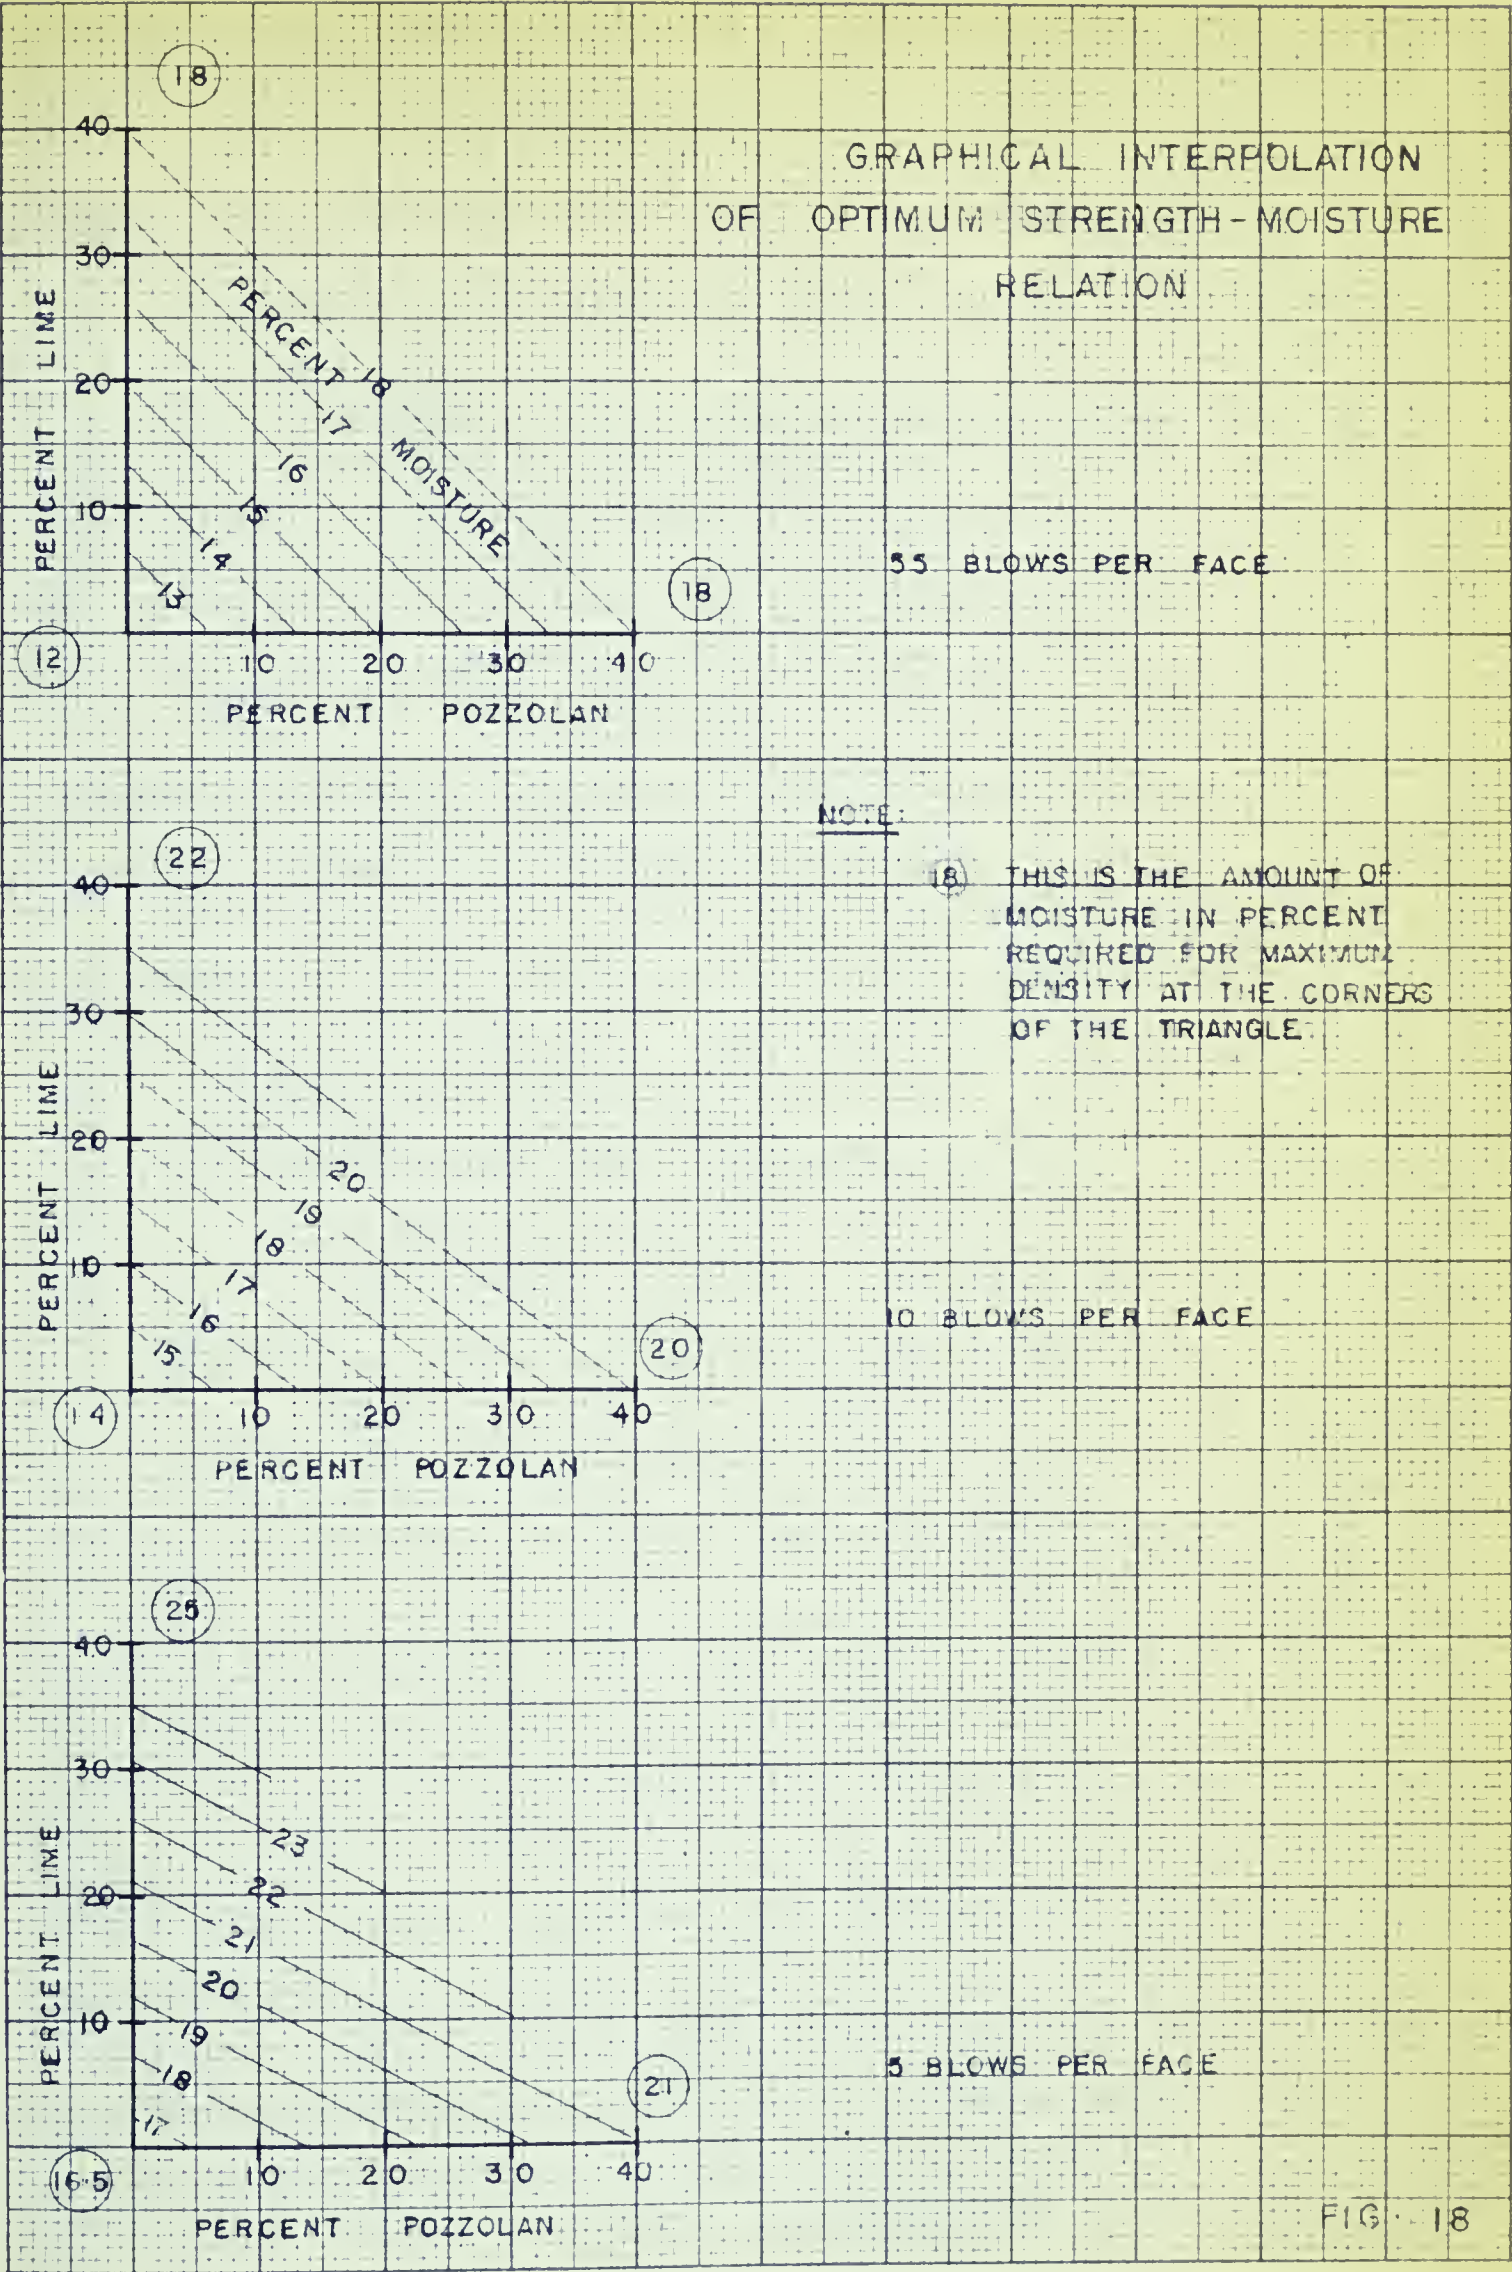 GRAPHICAL INTERPOLATION
OF OPTIMUM STRENGTH-MOISTURE
RELATION
18
40
30
20
10
PERCENT LIME
PERCENT MOISTURE
18
17
16
15
14
13
18
12
10 20 30 40
PERCENT POZZOLAN
55 BLOWS PER FACE
NOTE:
18 THIS IS THE AMOUNT OF
MOISTURE IN PERCENT
REQUIRED FOR MAXIMUM
DENSITY AT THE CORNERS
OF THE TRIANGLE
22
40
30
20
10
PERCENT LIME
20
19
18
17
16
15
20
14
10 20 30 40
PERCENT POZZOLAN
10 BLOWS PER FACE
25
40
30
20
10
PERCENT LIME
23
22
21
20
19
18
17
21
16.5
10 20 30 40
PERCENT POZZOLAN
5 BLOWS PER FACE
FIG. 18